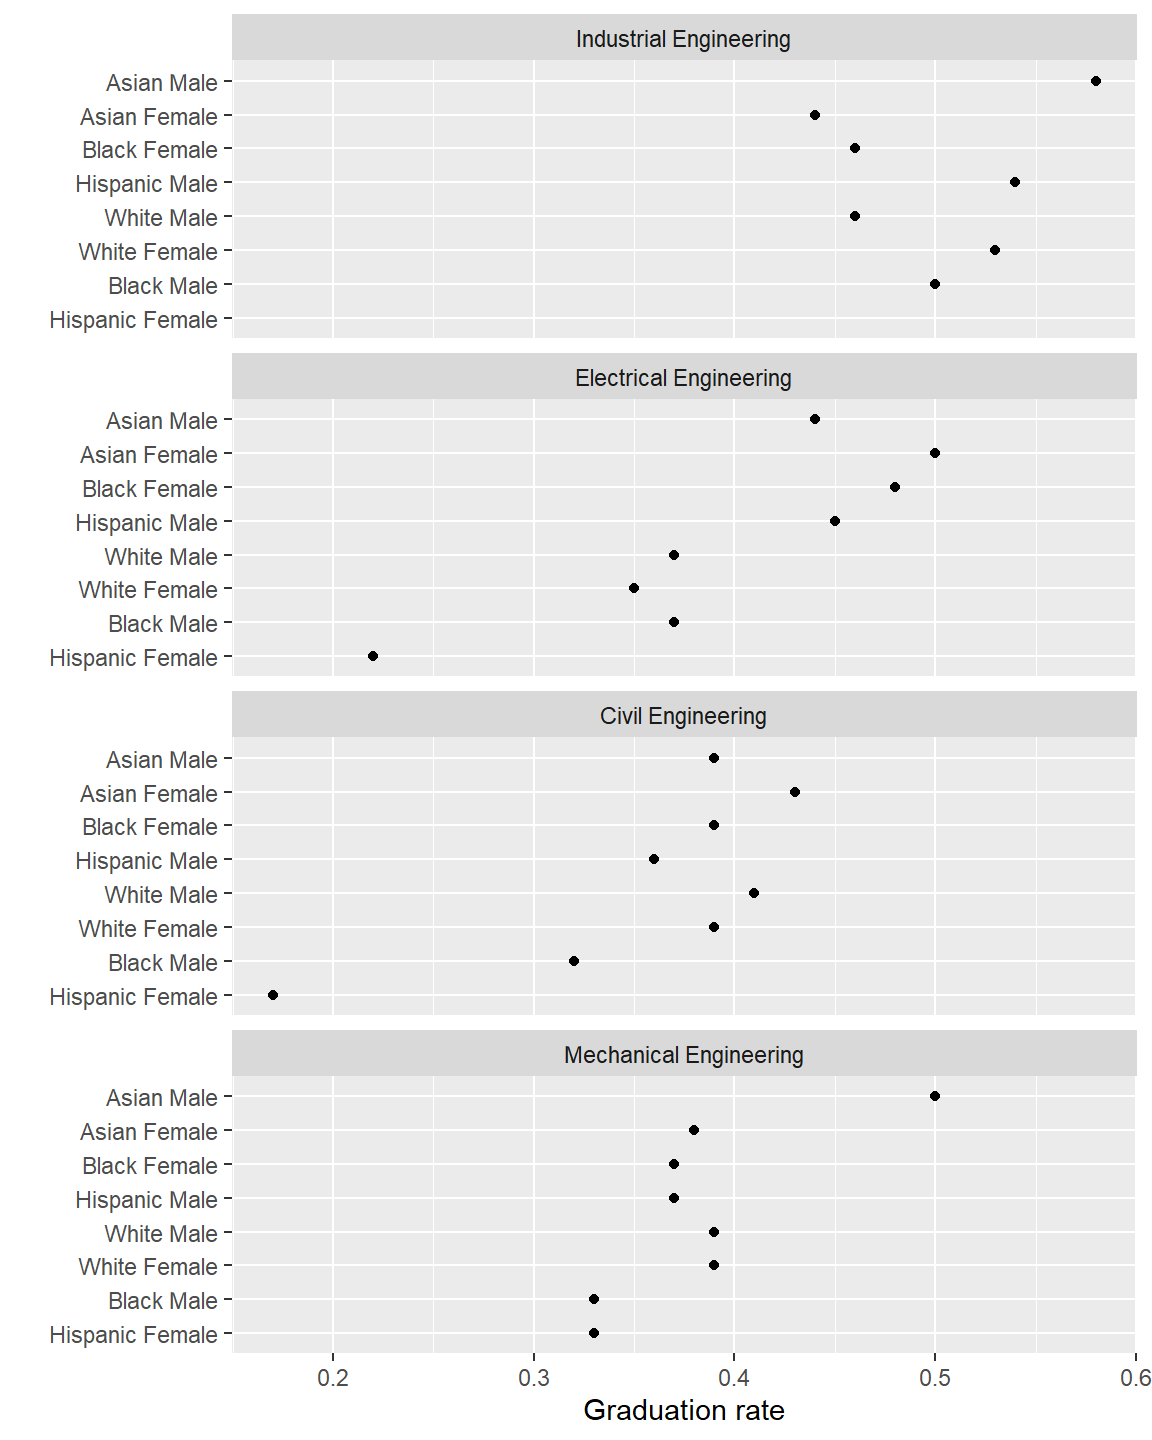 Industrial Engineering
Asian Male
Asian Female
Black Female
Hispanic Male
White Male
White Female
Black Male
Hispanic Female
Electrical Engineering
Asian Male
Asian Female
Black Female
Hispanic Male
White Male
White Female
Black Male
Hispanic Female
Civil Engineering
Asian Male
Asian Female
Black Female
Hispanic Male
White Male
White Female
Black Male
Hispanic Female
Mechanical Engineering
Asian Male
Asian Female
Black Female
Hispanic Male
White Male
White Female
Black Male
Hispanic Female
0.2 0.3 0.4 0.5 0.6
Graduation rate